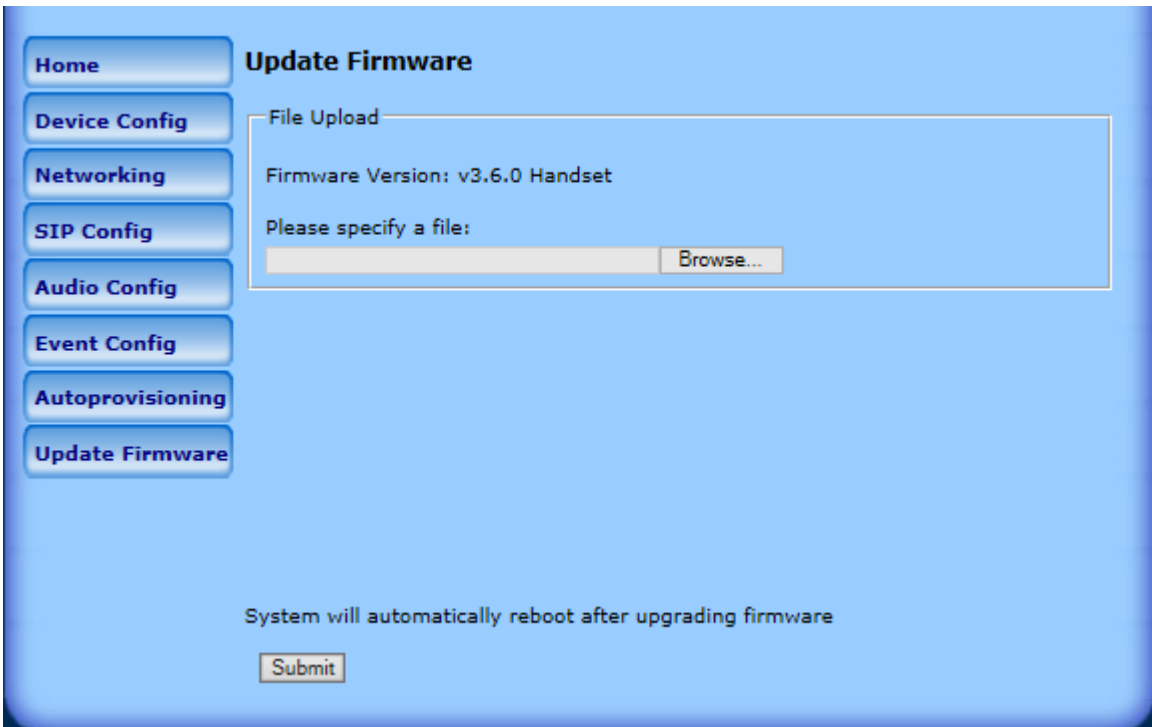 Home
Device Config
Networking
SIP Config
Audio Config
Event Config
Autoprovisioning
Update Firmware
Update Firmware
File Upload
Firmware Version: v3.6.0 Handset
Please specify a file:
Browse...
System will automatically reboot after upgrading firmware
Submit